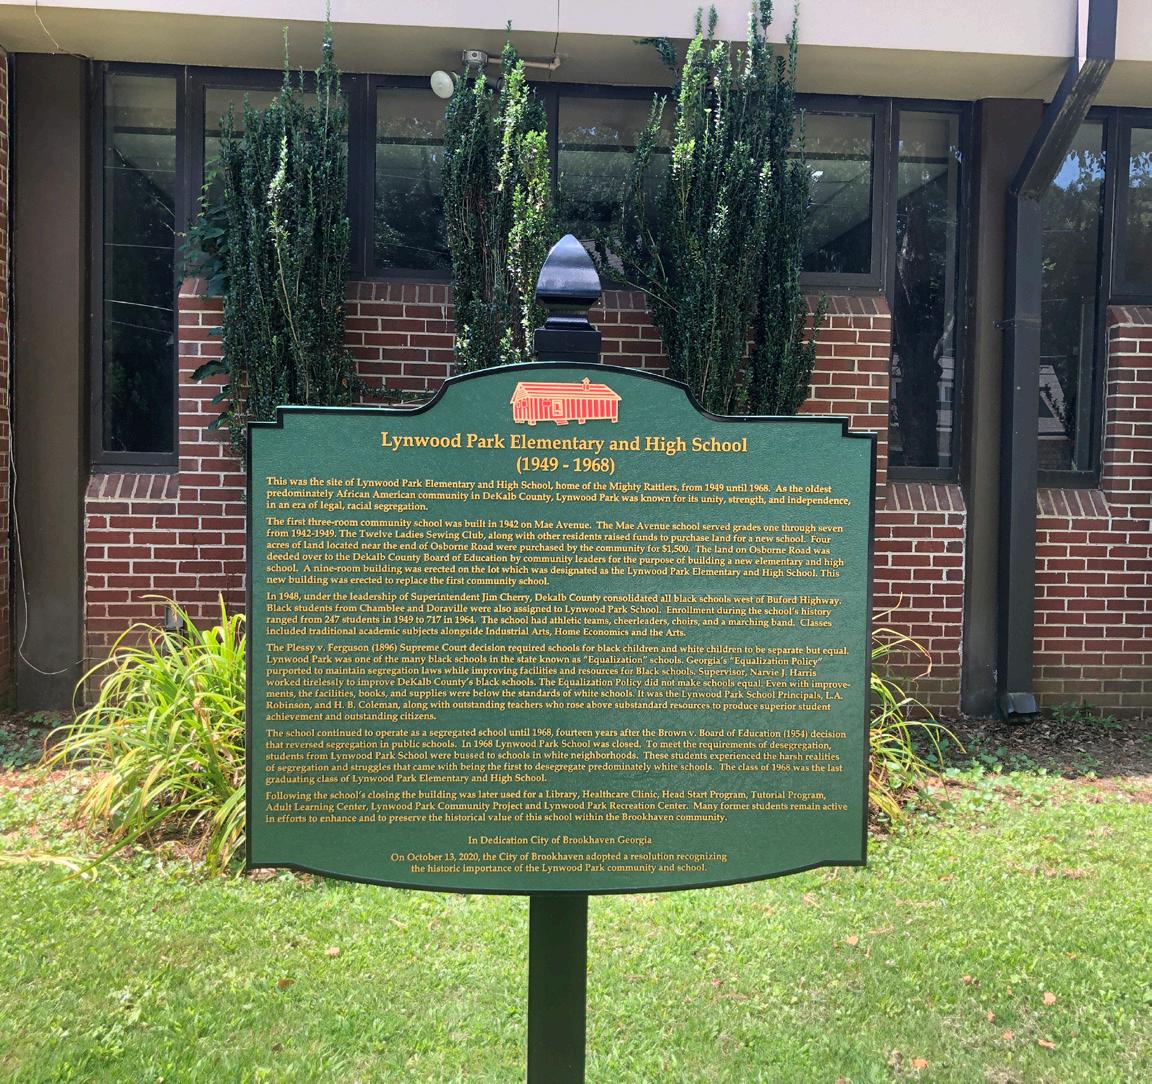 Lynwood Park Elementary and High School
(1949 - 1968)
This was the site of Lynwood Park Elementary and High School, home of the Mighty Rattlers, from 1949 until 1968. As the oldest
predominately African American community in DeKalb County, Lynwood Park was known for its unity, strength, and independence,
in an era of legal, racial segregation.
The first three-room community school was built in 1942 on Mae Avenue. The Mae Avenue school served grades one through seven
from 1942-1949. The Twelve Ladies Sewing Club, along with other residents raised funds to purchase land for a new school. Four
acres of land located near the end of Osborne Road were purchased by the community for $1,500. The land on Osborne Road was
deeded over to the Dekalb County Board of Education by community leaders for the purpose of building a new elementary and high
school. A nine-room building was erected on the lot which was designated as the Lynwood Park Elementary and High School. This
new building was erected to replace the first community school.
In 1948, under the leadership of Superintendent Jim Cherry, Dekalb County consolidated all black schools west of Buford Highway.
Black students from Chamblee and Doraville were also assigned to Lynwood Park School. Enrollment during the school's history
ranged from 247 students in 1949 to 717 in 1964. The school had athletic teams, cheerleaders, choirs, and a marching band. Classes
included traditional academic subjects alongside Industrial Arts, Home Economics and the Arts.
The Plessy v. Ferguson (1896) Supreme Court decision required schools for black children and white children to be separate but equal.
Lynwood Park was one of the many black schools in the state known as "Equalization" schools. Georgia's "Equalization Policy"
purported to maintain segregation laws while improving facilities and resources for Black schools. Supervisor, Narvie J. Harris
worked tirelessly to improve DeKalb County's black schools. The Equalization Policy did not make schools equal. Even with improve-
ments, the facilities, books, and supplies were below the standards of white schools. It was the Lynwood Park School Principals, L.A.
Robinson, and H. B. Coleman, along with outstanding teachers who rose above substandard resources to produce superior student
achievement and outstanding citizens.
The school continued to operate as a segregated school until 1968, fourteen years after the Brown v. Board of Education (1954) decision
that reversed segregation in public schools. In 1968 Lynwood Park School was closed. To meet the requirements of desegregation,
students from Lynwood Park School were bussed to schools in white neighborhoods. These students experienced the harsh realities
of segregation and struggles that came with being the first to desegregate predominately white schools. The class of 1968 was the last
graduating class of Lynwood Park Elementary and High School.
Following the school's closing the building was later used for a Library, Healthcare Clinic, Head Start Program, Tutorial Program,
Adult Learning Center, Lynwood Park Community Project and Lynwood Park Recreation Center. Many former students remain active
in efforts to enhance and to preserve the historical value of this school within the Brookhaven community.
In Dedication City of Brookhaven Georgia
On October 13, 2020, the City of Brookhaven adopted a resolution recognizing
the historic importance of the Lynwood Park community and school.